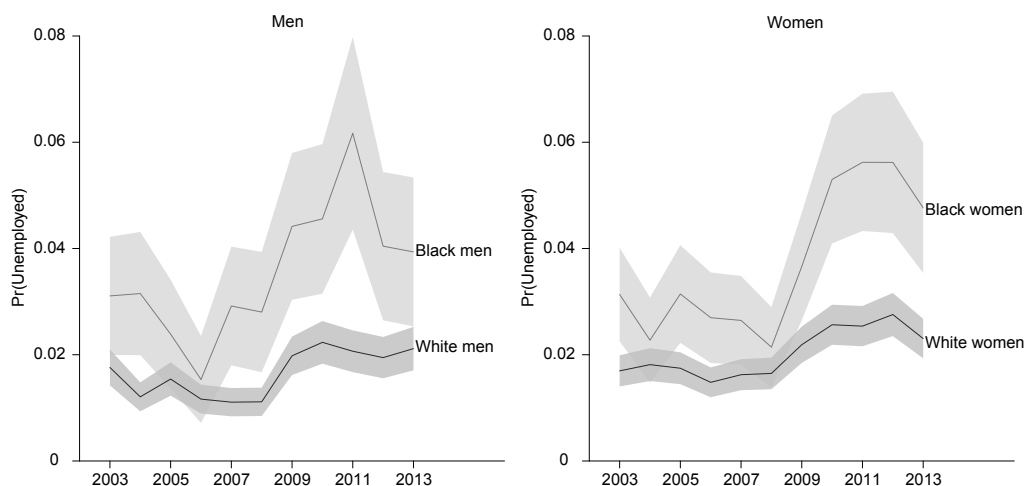 Men
Pr(Unemployed)
0.08
0.06
0.04
0.02
0
Black men
White men
2003 2005 2007 2009 2011 2013
Women
Pr(Unemployed)
0.08
0.06
0.04
0.02
0
Black women
White women
2003 2005 2007 2009 2011 2013